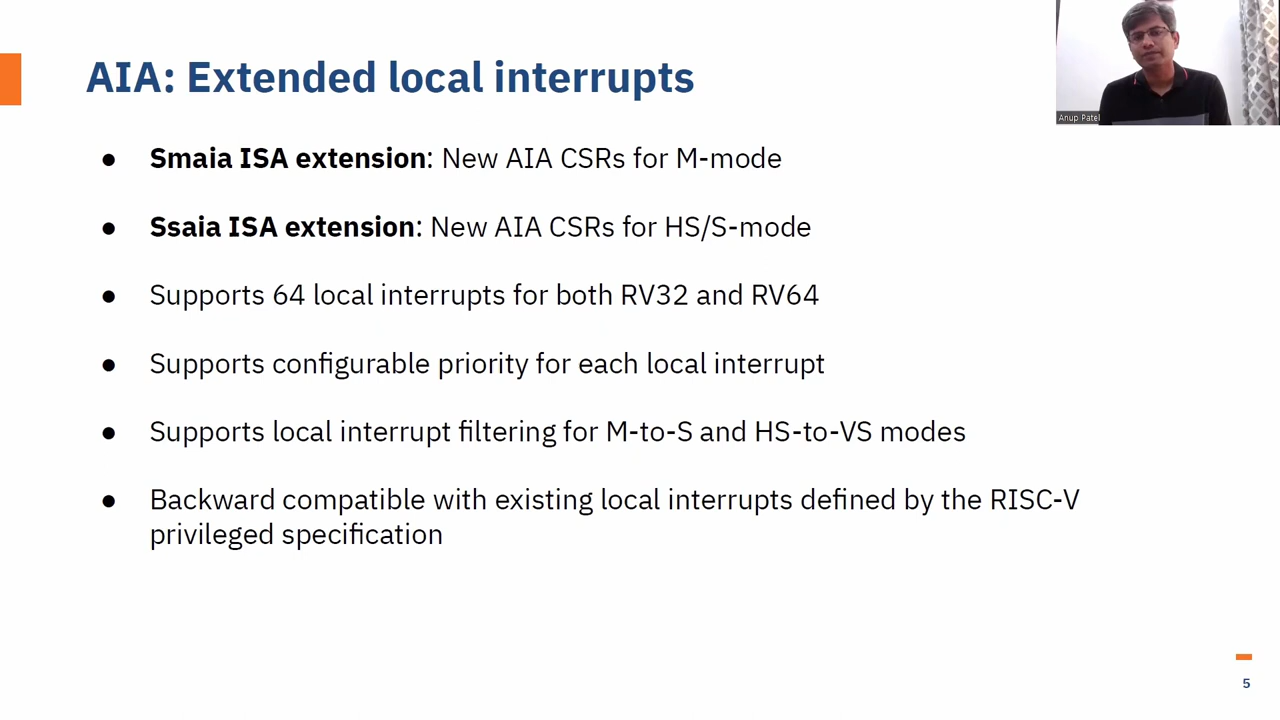 AIA: Extended local interrupts
Anup Patel
● Smaia ISA extension: New AIA CSRs for M-mode
● Ssaia ISA extension: New AIA CSRs for HS/S-mode
● Supports 64 local interrupts for both RV32 and RV64
● Supports configurable priority for each local interrupt
● Supports local interrupt filtering for M-to-S and HS-to-VS modes
● Backward compatible with existing local interrupts defined by the RISC-V
privileged specification
5